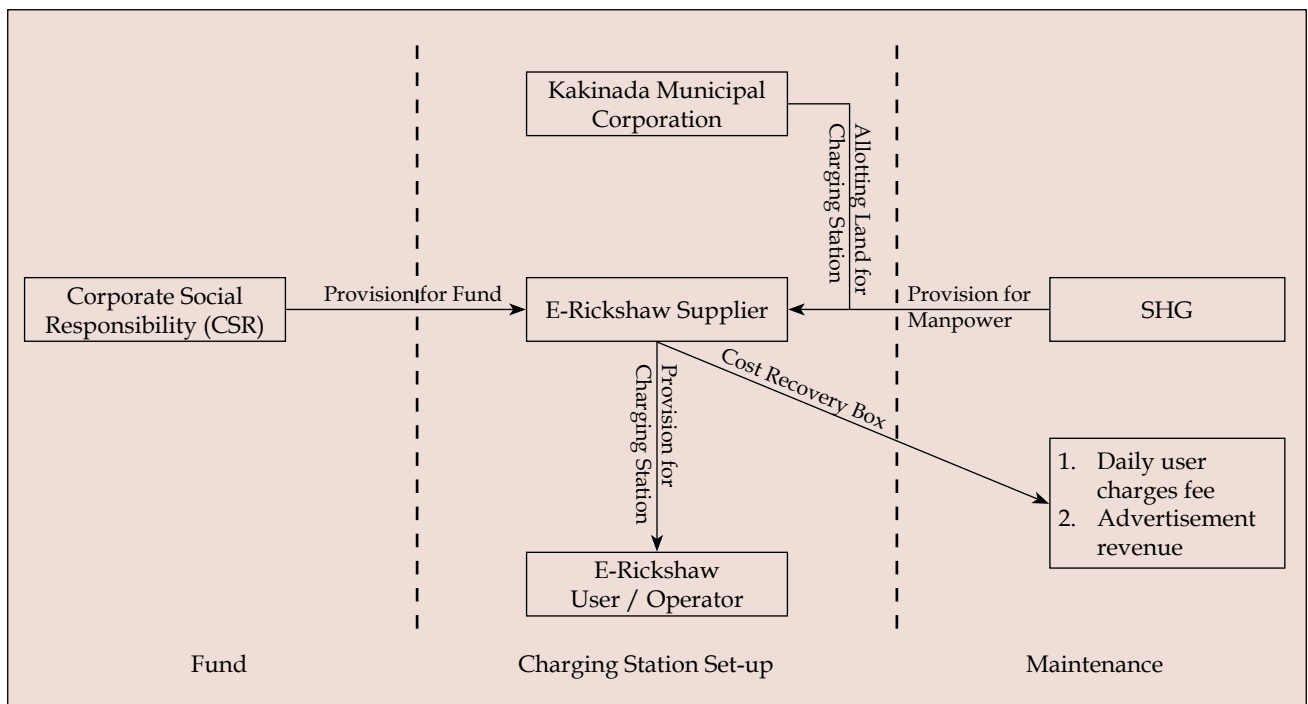 Kakinada Municipal
Corporation
Allotting Land for
Charging Station
Corporate Social
Responsibility (CSR)
Provision for Fund
E-Rickshaw Supplier
Provision for
Manpower
SHG
Provision for
Charging Station
Cost Recovery Box
1. Daily user
charges fee
2. Advertisement
revenue
E-Rickshaw
User / Operator
Fund
Charging Station Set-up
Maintenance